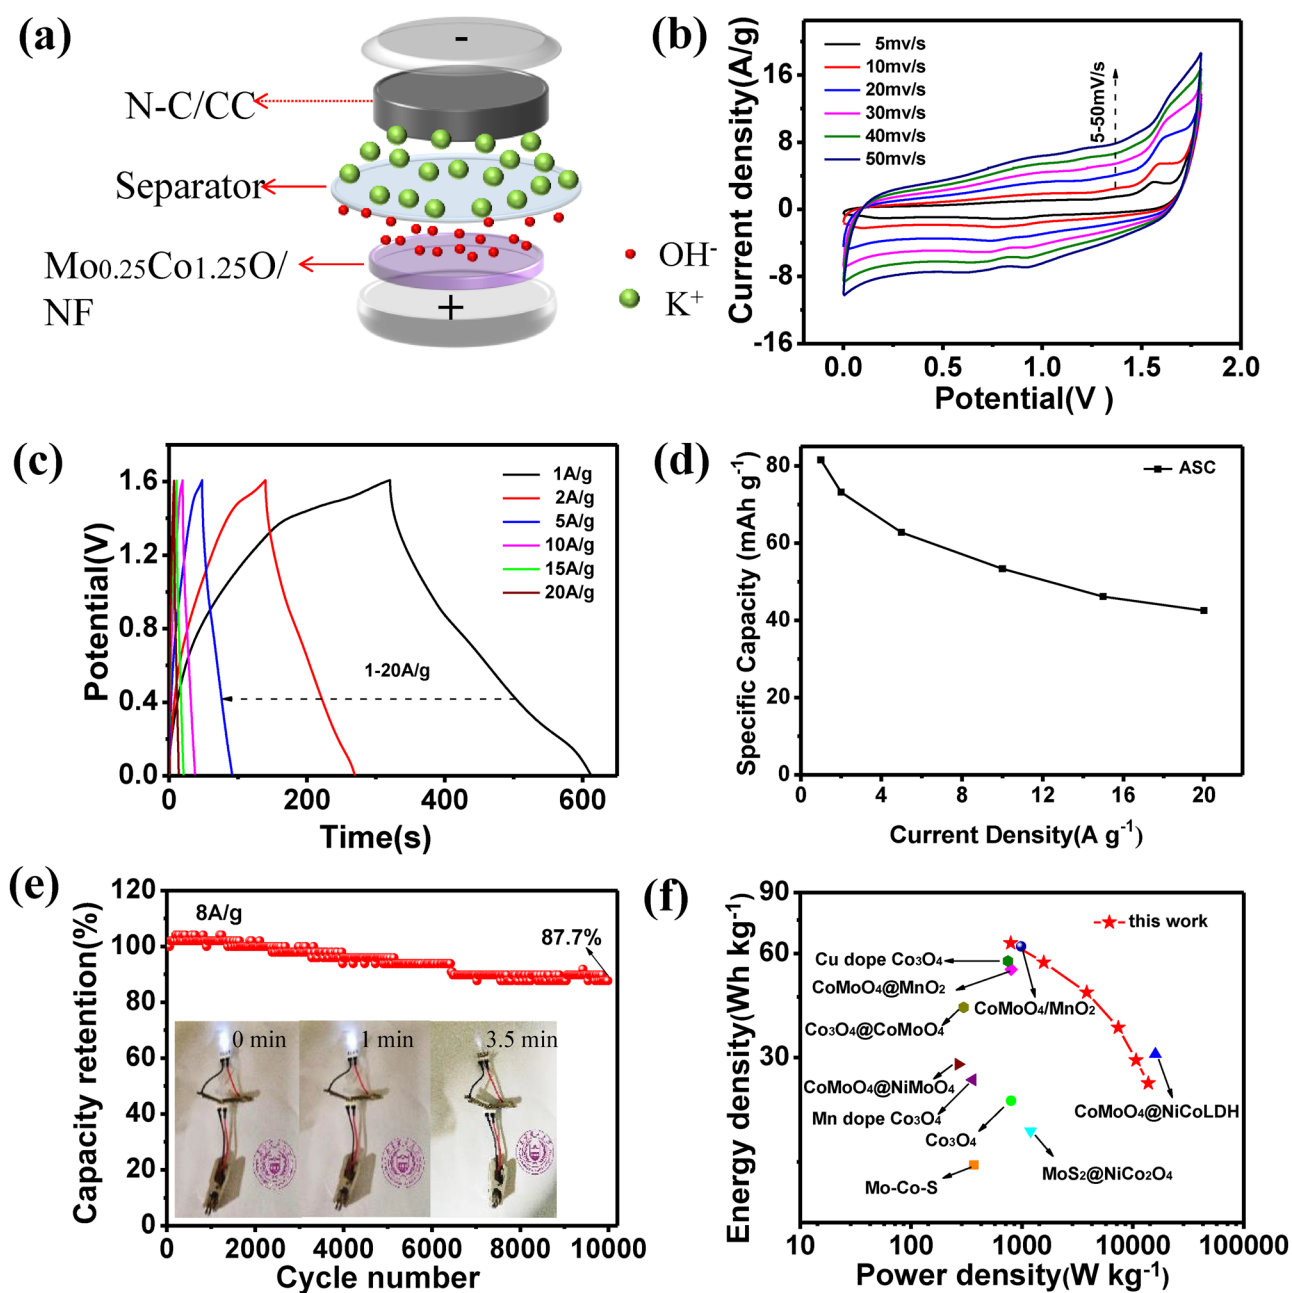 (a)
-
N-C/CC
Separator
Mo0.25Co1.25O/
NF
+
OH-
K+
(b)
Current density(A/g)
16
8
0
-8
-16
5mv/s
10mv/s
20mv/s
30mv/s
40mv/s
50mv/s
5-50mV/s
0.0
0.5
1.0
1.5
2.0
Potential(V )
(c)
Potential(V)
1.6
1.2
0.8
0.4
0.0
1A/g
2A/g
5A/g
10A/g
15A/g
20A/g
1-20A/g
0
200
400
600
Time(s)
(d)
Specific Capacity (mAh g-1)
80
60
40
20
0
ASC
0
4
8
12
16
20
Current Density(A g-1)
(e)
Capacity retention(%)
120
100
80
60
40
20
0
8A/g
87.7%
0 min
1 min
3.5 min
0
2000
4000
6000
8000
10000
Cycle number
(f)
Energy density(Wh kg-1)
90
60
30
this work
Cu dope Co3O4
CoMoO4@MnO2
CoMoO4/MnO2
Co3O4@CoMoO4
CoMoO4@NiMoO4
Mn dope Co3O4
CoMoO4@NiCoLDH
Co3O4
MoS2@NiCo2O4
Mo-Co-S
10
100
1000
10000
100000
Power density(W kg-1)